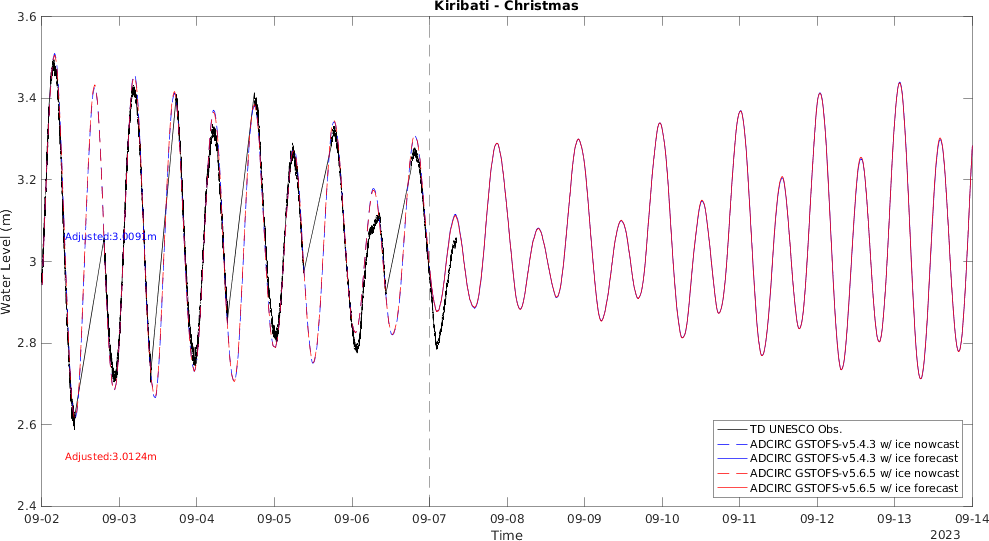 Kiribati - Christmas
Water Level (m)
3.6
3.4
3.2
3
2.8
2.6
2.4
Adjusted:3.0091m
Adjusted:3.0124m
TD UNESCO Obs.
ADCIRC GSTOFS-v5.4.3 w/ ice nowcast
ADCIRC GSTOFS-v5.4.3 w/ ice forecast
ADCIRC GSTOFS-v5.6.5 w/ ice nowcast
ADCIRC GSTOFS-v5.6.5 w/ ice forecast
09-02 09-03 09-04 09-05 09-06 09-07 09-08 09-09 09-10 09-11 09-12 09-13 09-14
Time
2023